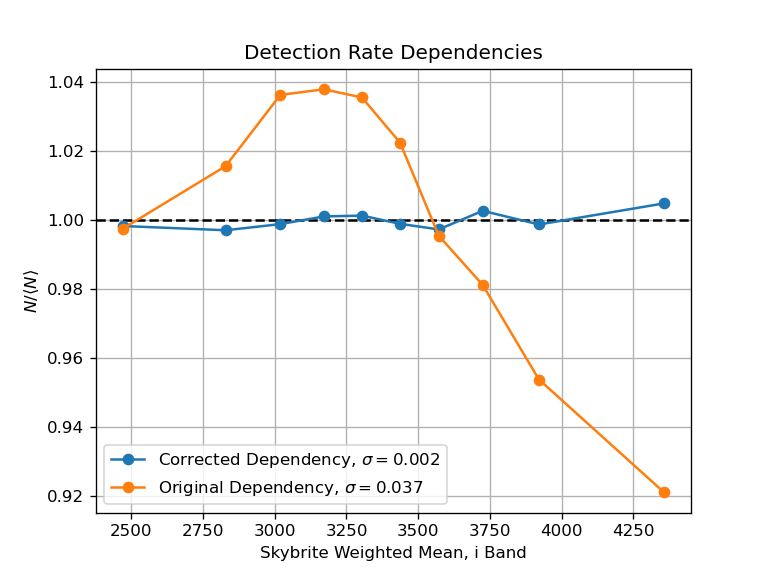 Detection Rate Dependencies
1.04
1.02
1.00
0.98
0.96
0.94
0.92
N/⟨N⟩
Corrected Dependency, σ = 0.002
Original Dependency, σ = 0.037
2500 2750 3000 3250 3500 3750 4000 4250
Skybrite Weighted Mean, i Band